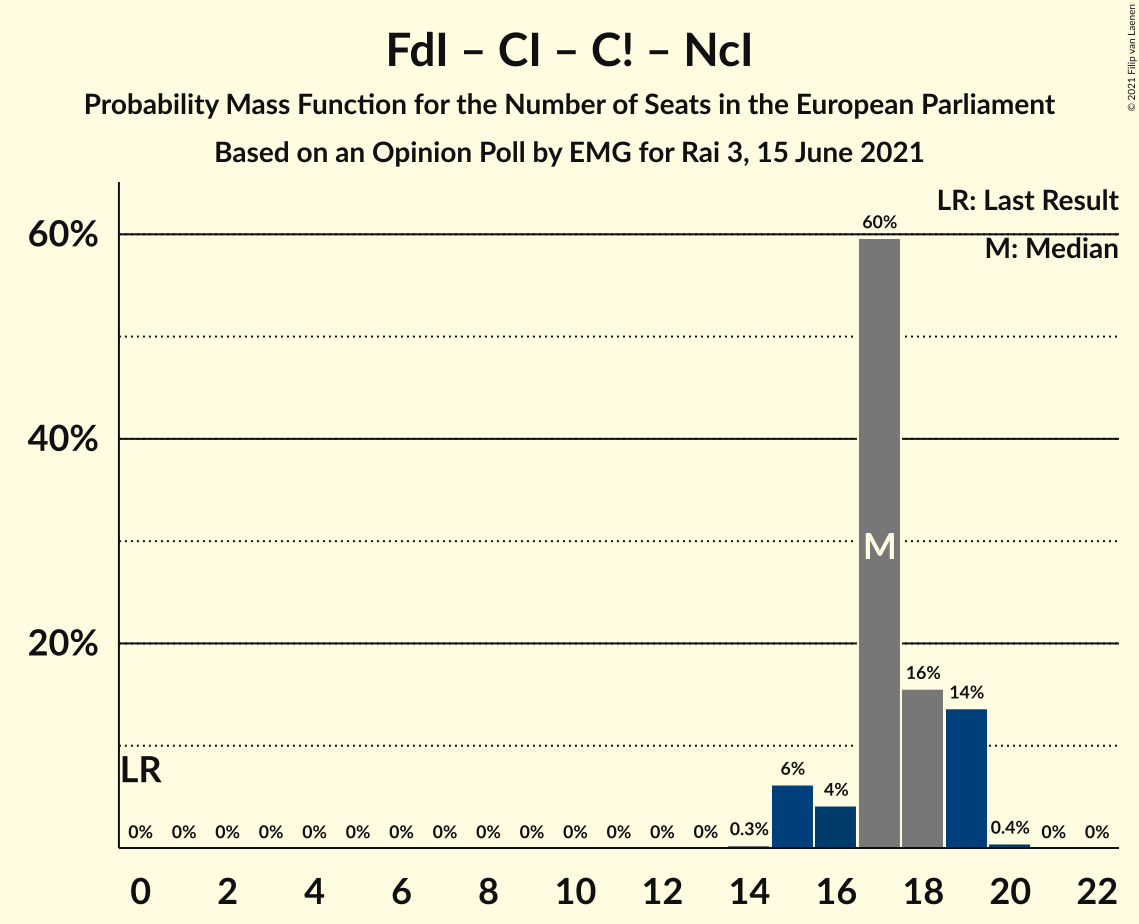 FdI – CI – C! – NcI
Probability Mass Function for the Number of Seats in the European Parliament
Based on an Opinion Poll by EMG for Rai 3, 15 June 2021
© 2021 Filip van Laenen
LR: Last Result
M: Median
60%
40%
20%
60%
M
16%
14%
LR
6%
4%
0% 0% 0% 0% 0% 0% 0% 0% 0% 0% 0% 0% 0% 0% 0.3% 0.4% 0% 0%
0 2 4 6 8 10 12 14 16 18 20 22